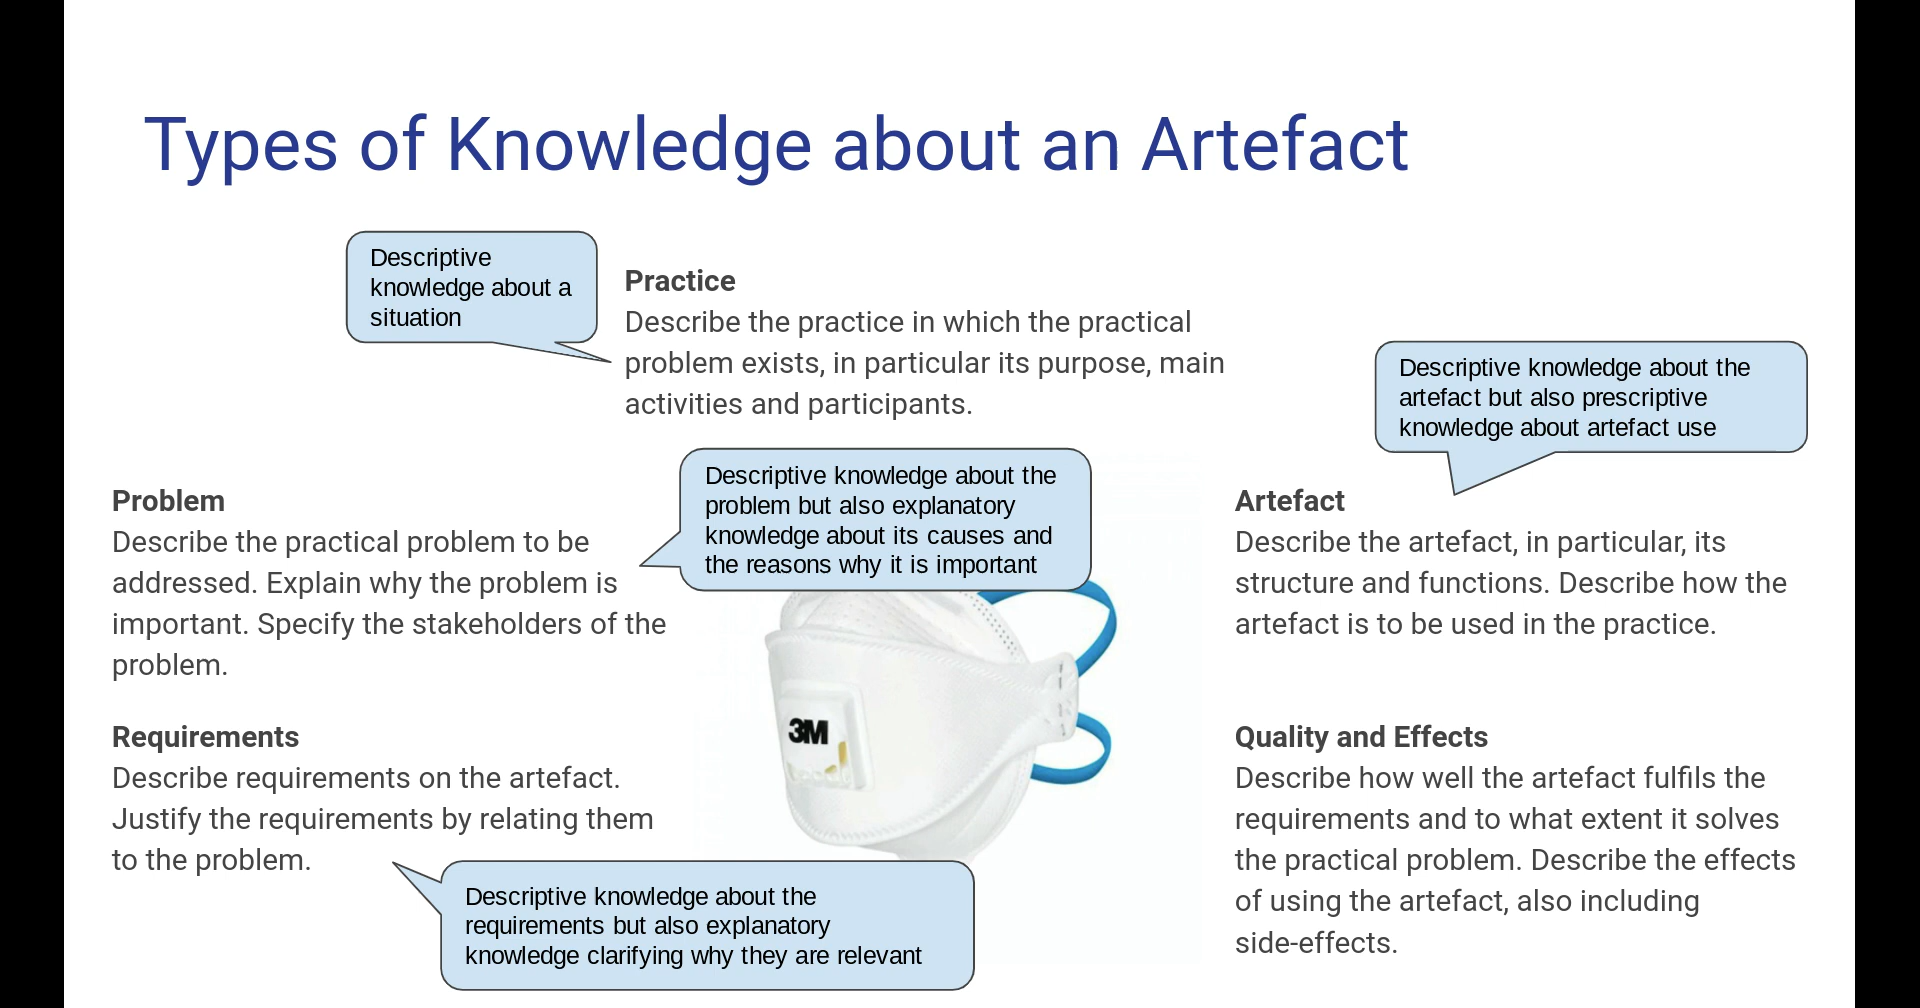 Types of Knowledge about an Artefact
Descriptive
knowledge about a
situation
Practice
Describe the practice in which the practical
problem exists, in particular its purpose, main
activities and participants.
Descriptive knowledge about the
artefact but also prescriptive
knowledge about artefact use
Descriptive knowledge about the
problem but also explanatory
knowledge about its causes and
the reasons why it is important
Problem
Describe the practical problem to be
addressed. Explain why the problem is
important. Specify the stakeholders of the
problem.
Artefact
Describe the artefact, in particular, its
structure and functions. Describe how the
artefact is to be used in the practice.
3M
Requirements
Describe requirements on the artefact.
Justify the requirements by relating them
to the problem.
Quality and Effects
Describe how well the artefact fulfils the
requirements and to what extent it solves
the practical problem. Describe the effects
of using the artefact, also including
side-effects.
Descriptive knowledge about the
requirements but also explanatory
knowledge clarifying why they are relevant